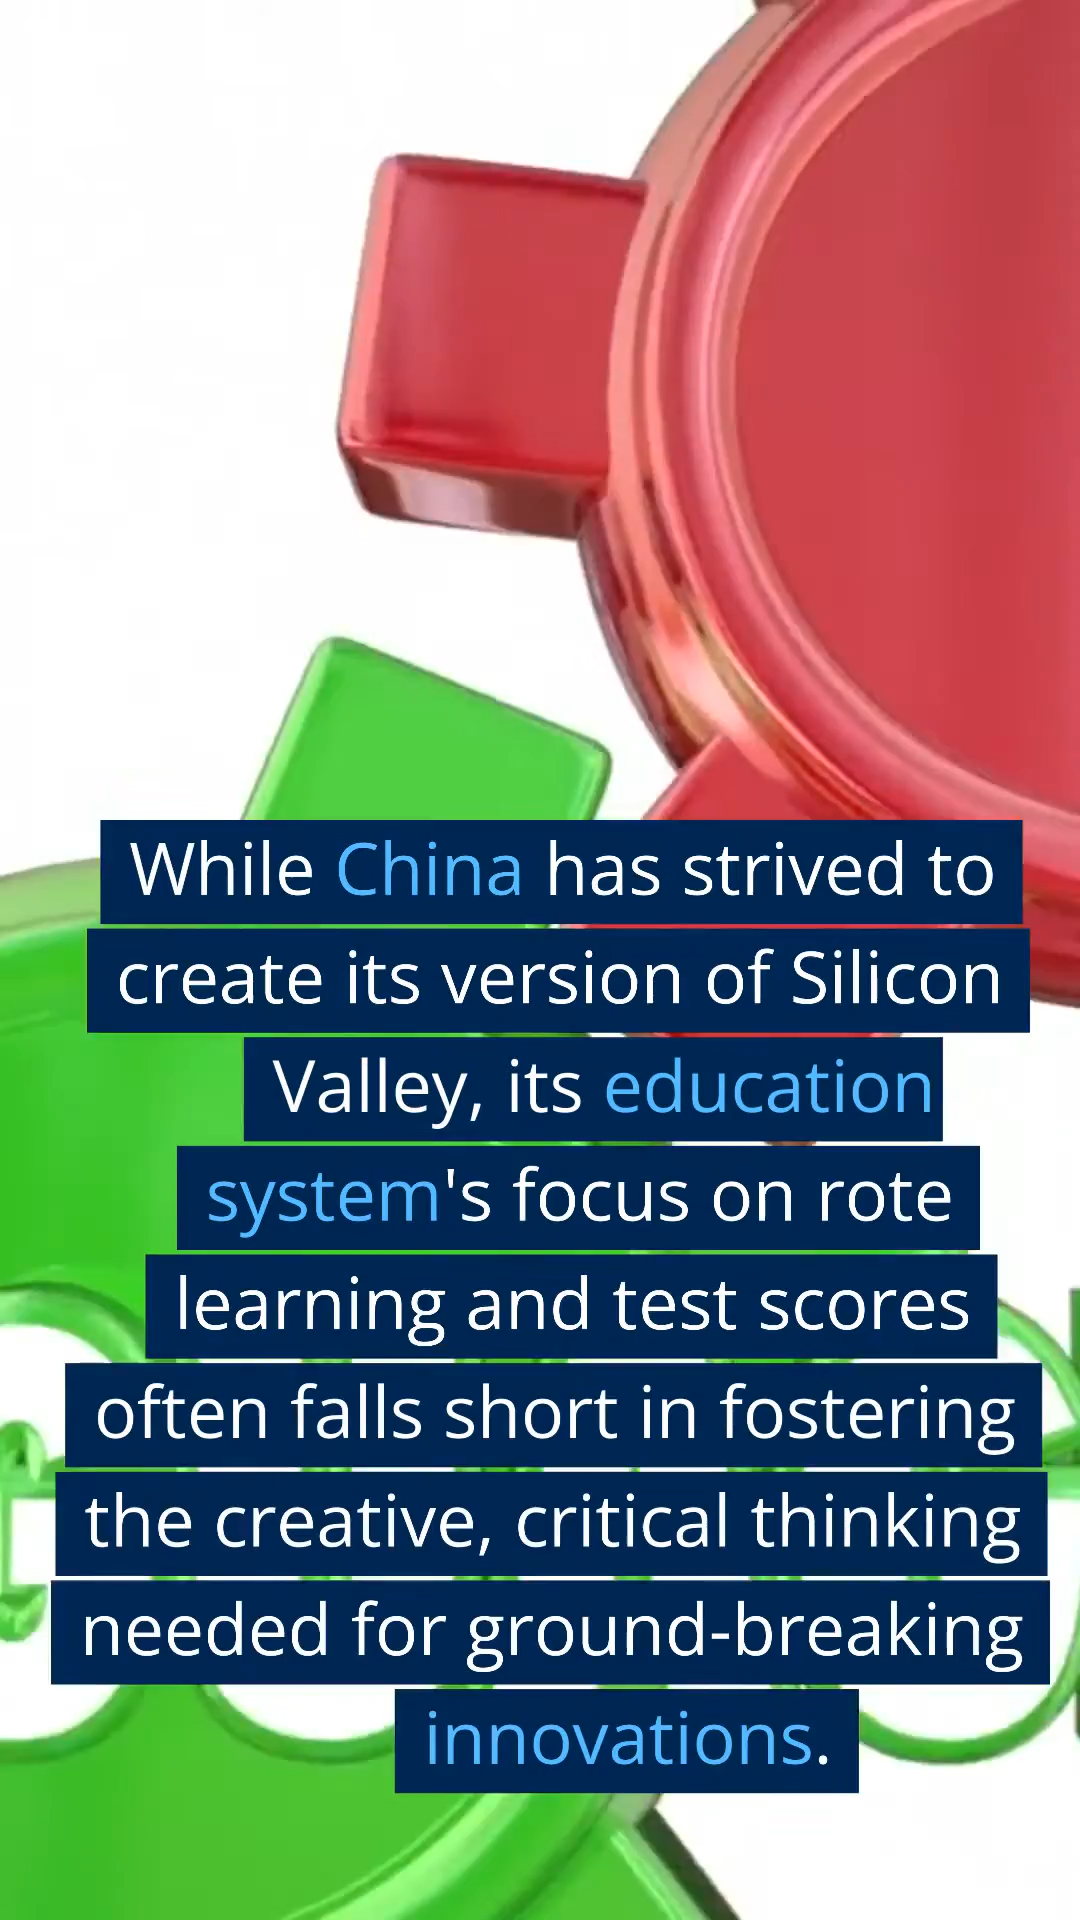 While China has strived to
create its version of Silicon
Valley, its education
system's focus on rote
learning and test scores
often falls short in fostering
the creative, critical thinking
needed for ground-breaking
innovations.